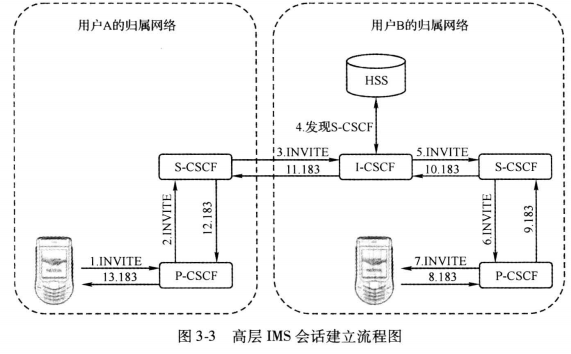 用户A的归属网络
用户B的归属网络
HSS
4.发现S-CSCF
3.INVITE
5.INVITE
S-CSCF
I-CSCF
S-CSCF
11.183
10.183
2.INVITE
12.183
6.INVITE
9.183
1.INVITE
P-CSCF
13.183
7.INVITE
P-CSCF
8.183
图 3-3 高层 IMS 会话建立流程图